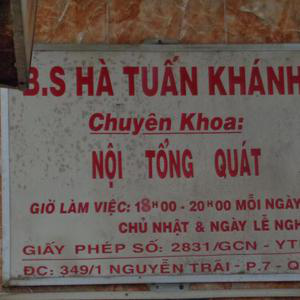 B.S HÀ TUẤN KHÁNH
Chuyên Khoa:
NỘI TỔNG QUÁT
GIỜ LÀM VIỆC: 18H00 - 20H00 MỖI NGÀY
CHỦ NHẬT & NGÀY LỄ NGH
GIẤY PHÉP SỐ: 2831/GCN - YT
ĐC: 349/1 NGUYỄN TRÃI - P.7 - Q